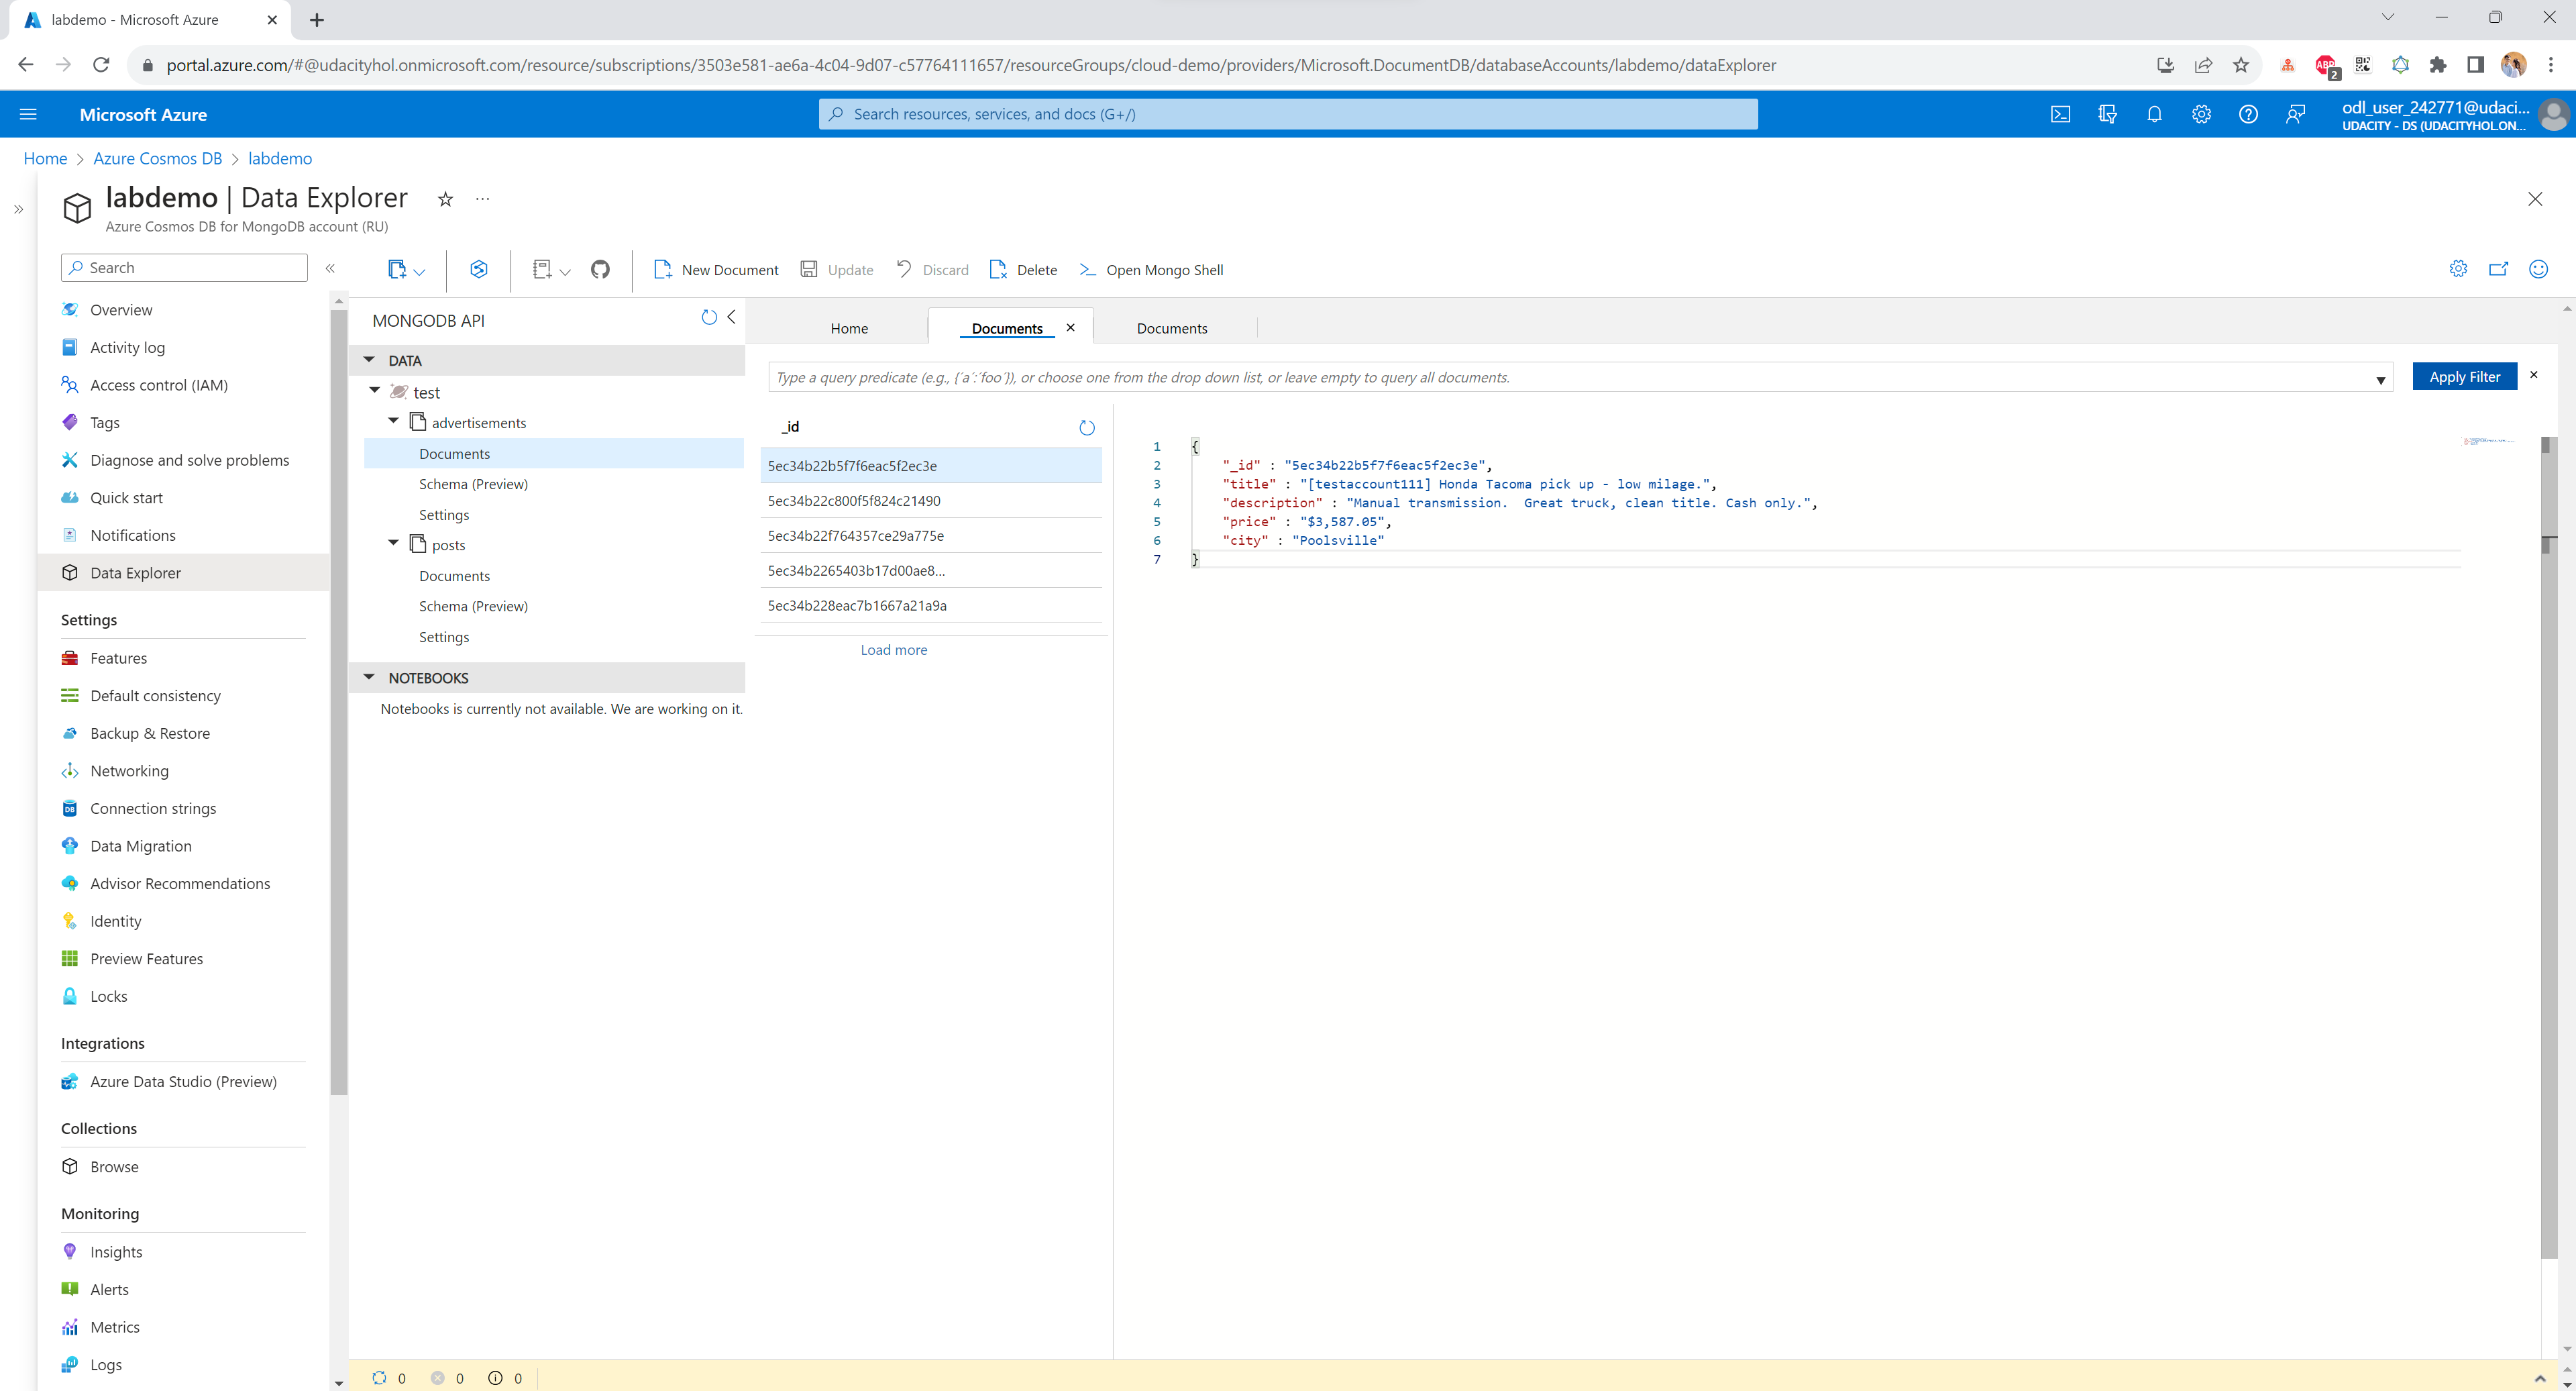 labdemo - Microsoft Azure
portal.azure.com/#@udacityhol.onmicrosoft.com/resource/subscriptions/3503e581-ae6a-4c04-9d07-c57764111657/resourceGroups/cloud-demo/providers/Microsoft.DocumentDB/databaseAccounts/labdemo/dataExplorer
ABP
2
Microsoft Azure
Search resources, services, and docs (G+/)
odl_user_242771@udaci...
UDACITY - DS (UDACITYHOL.ON...
Home > Azure Cosmos DB > labdemo
labdemo | Data Explorer
Azure Cosmos DB for MongoDB account (RU)
Search
New Document
Update
Discard
Delete
Open Mongo Shell
Overview
Activity log
Access control (IAM)
Tags
Diagnose and solve problems
Quick start
Notifications
Data Explorer
Settings
Features
Default consistency
Backup & Restore
Networking
Connection strings
Data Migration
Advisor Recommendations
Identity
Preview Features
Locks
Integrations
Azure Data Studio (Preview)
Collections
Browse
Monitoring
Insights
Alerts
Metrics
Logs
MONGODB API
DATA
test
advertisements
Documents
Schema (Preview)
Settings
posts
Documents
Schema (Preview)
Settings
NOTEBOOKS
Notebooks is currently not available. We are working on it.
Home
Documents
Documents
Type a query predicate (e.g., {´a´:´foo´}), or choose one from the drop down list, or leave empty to query all documents.
Apply Filter
_id
5ec34b22b5f7f6eac5f2ec3e
5ec34b22c800f5f824c21490
5ec34b22f764357ce29a775e
5ec34b2265403b17d00ae8...
5ec34b228eac7b1667a21a9a
Load more
1 {
2 "_id" : "5ec34b22b5f7f6eac5f2ec3e",
3 "title" : "[testaccount111] Honda Tacoma pick up - low milage.",
4 "description" : "Manual transmission.  Great truck, clean title. Cash only.",
5 "price" : "$3,587.05",
6 "city" : "Poolsville"
7 }
0 0 0